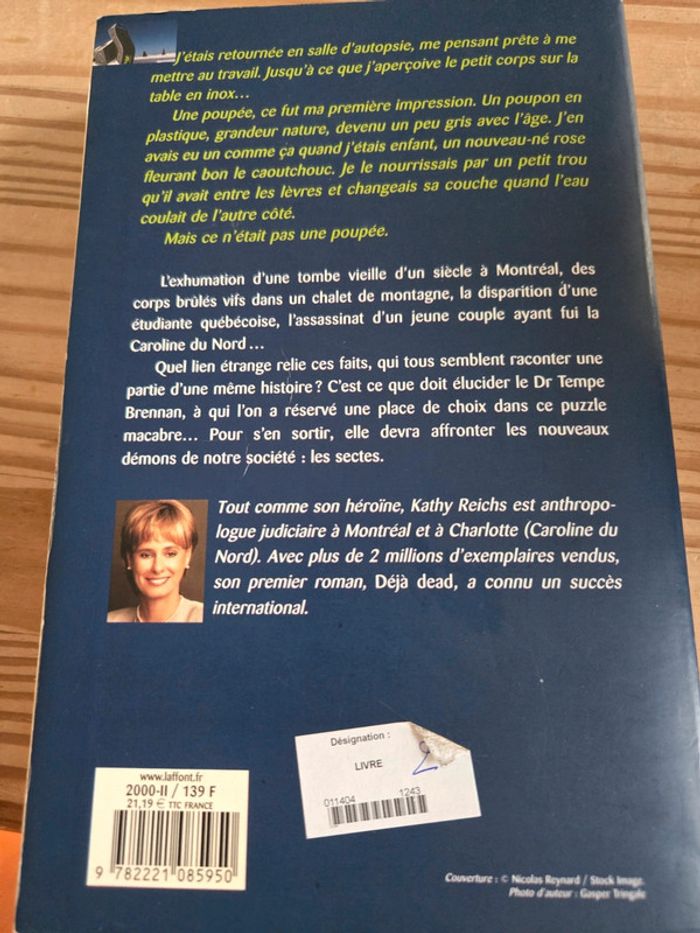 J'étais retournée en salle d'autopsie, me pensant prête à me
mettre au travail. Jusqu'à ce que j'aperçoive le petit corps sur la
table en inox…
Une poupée, ce fut ma première impression. Un poupon en
plastique, grandeur nature, devenu un peu gris avec l'âge. J'en
avais eu un comme ça quand j'étais enfant, un nouveau-né rose
fleurant bon le caoutchouc. Je le nourrissais par un petit trou
qu'il avait entre les lèvres et changeais sa couche quand l'eau
coulait de l'autre côté.
Mais ce n'était pas une poupée.
L'exhumation d'une tombe vieille d'un siècle à Montréal, des
corps brûlés vifs dans un chalet de montagne, la disparition d'une
étudiante québécoise, l'assassinat d'un jeune couple ayant fui la
Caroline du Nord…
Quel lien étrange relie ces faits, qui tous semblent raconter une
partie d'une même histoire ? C'est ce que doit élucider le Dr Tempe
Brennan, à qui l'on a réservé une place de choix dans ce puzzle
macabre… Pour s'en sortir, elle devra affronter les nouveaux
démons de notre société : les sectes.
Tout comme son héroïne, Kathy Reichs est anthropo-
logue judiciaire à Montréal et à Charlotte (Caroline du
Nord). Avec plus de 2 millions d'exemplaires vendus,
son premier roman, Déjà dead, a connu un succès
international.
Désignation :
LIVRE
2
011404 1243
www.laffont.fr
2000-II / 139 F
21,19 € TTC FRANCE
9 782221 085950
Couverture : © Nicolas Reynard / Stock Image.
Photo d'auteur : Gasper Tringale